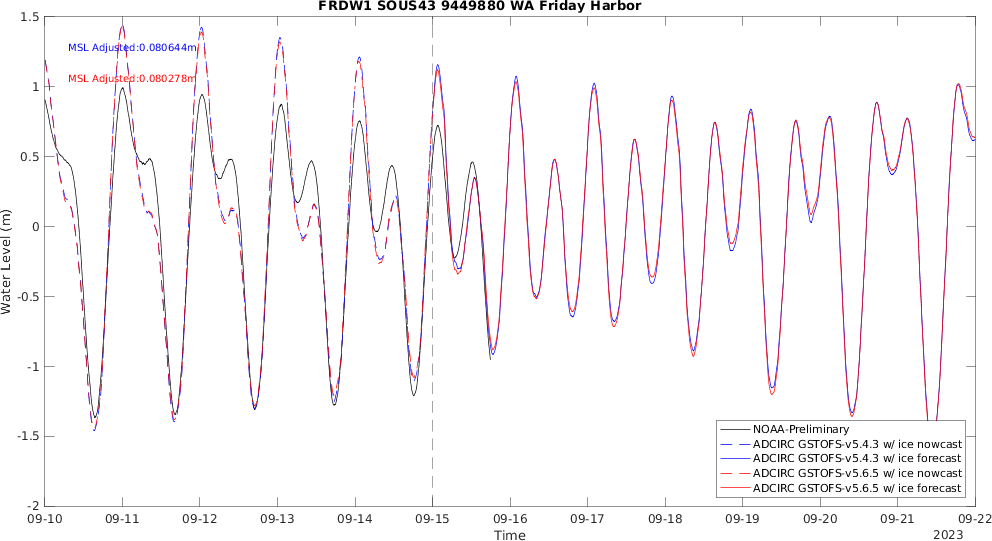 FRDW1 SOUS43 9449880 WA Friday Harbor
1.5
1
0.5
0
-0.5
-1
-1.5
-2
Water Level (m)
MSL Adjusted:0.080644m
MSL Adjusted:0.080278m
NOAA-Preliminary
ADCIRC GSTOFS-v5.4.3 w/ ice nowcast
ADCIRC GSTOFS-v5.4.3 w/ ice forecast
ADCIRC GSTOFS-v5.6.5 w/ ice nowcast
ADCIRC GSTOFS-v5.6.5 w/ ice forecast
09-10 09-11 09-12 09-13 09-14 09-15 09-16 09-17 09-18 09-19 09-20 09-21 09-22
Time
2023